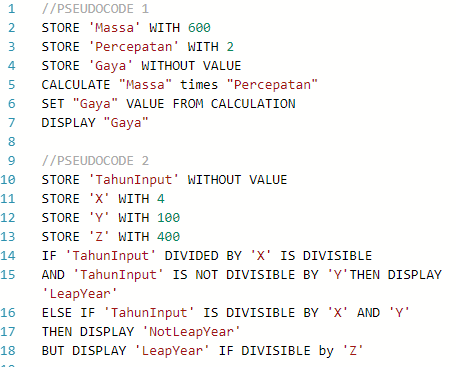 1 //PSEUDOCODE 1
2 STORE 'Massa' WITH 600
3 STORE 'Percepatan' WITH 2
4 STORE 'Gaya' WITHOUT VALUE
5 CALCULATE "Massa" times "Percepatan"
6 SET "Gaya" VALUE FROM CALCULATION
7 DISPLAY "Gaya"
8
9 //PSEUDOCODE 2
10 STORE 'TahunInput' WITHOUT VALUE
11 STORE 'X' WITH 4
12 STORE 'Y' WITH 100
13 STORE 'Z' WITH 400
14 IF 'TahunInput' DIVIDED BY 'X' IS DIVISIBLE
15 AND 'TahunInput' IS NOT DIVISIBLE BY 'Y'THEN DISPLAY
'LeapYear'
16 ELSE IF 'TahunInput' IS DIVISIBLE BY 'X' AND 'Y'
17 THEN DISPLAY 'NotLeapYear'
18 BUT DISPLAY 'LeapYear' IF DIVISIBLE by 'Z'